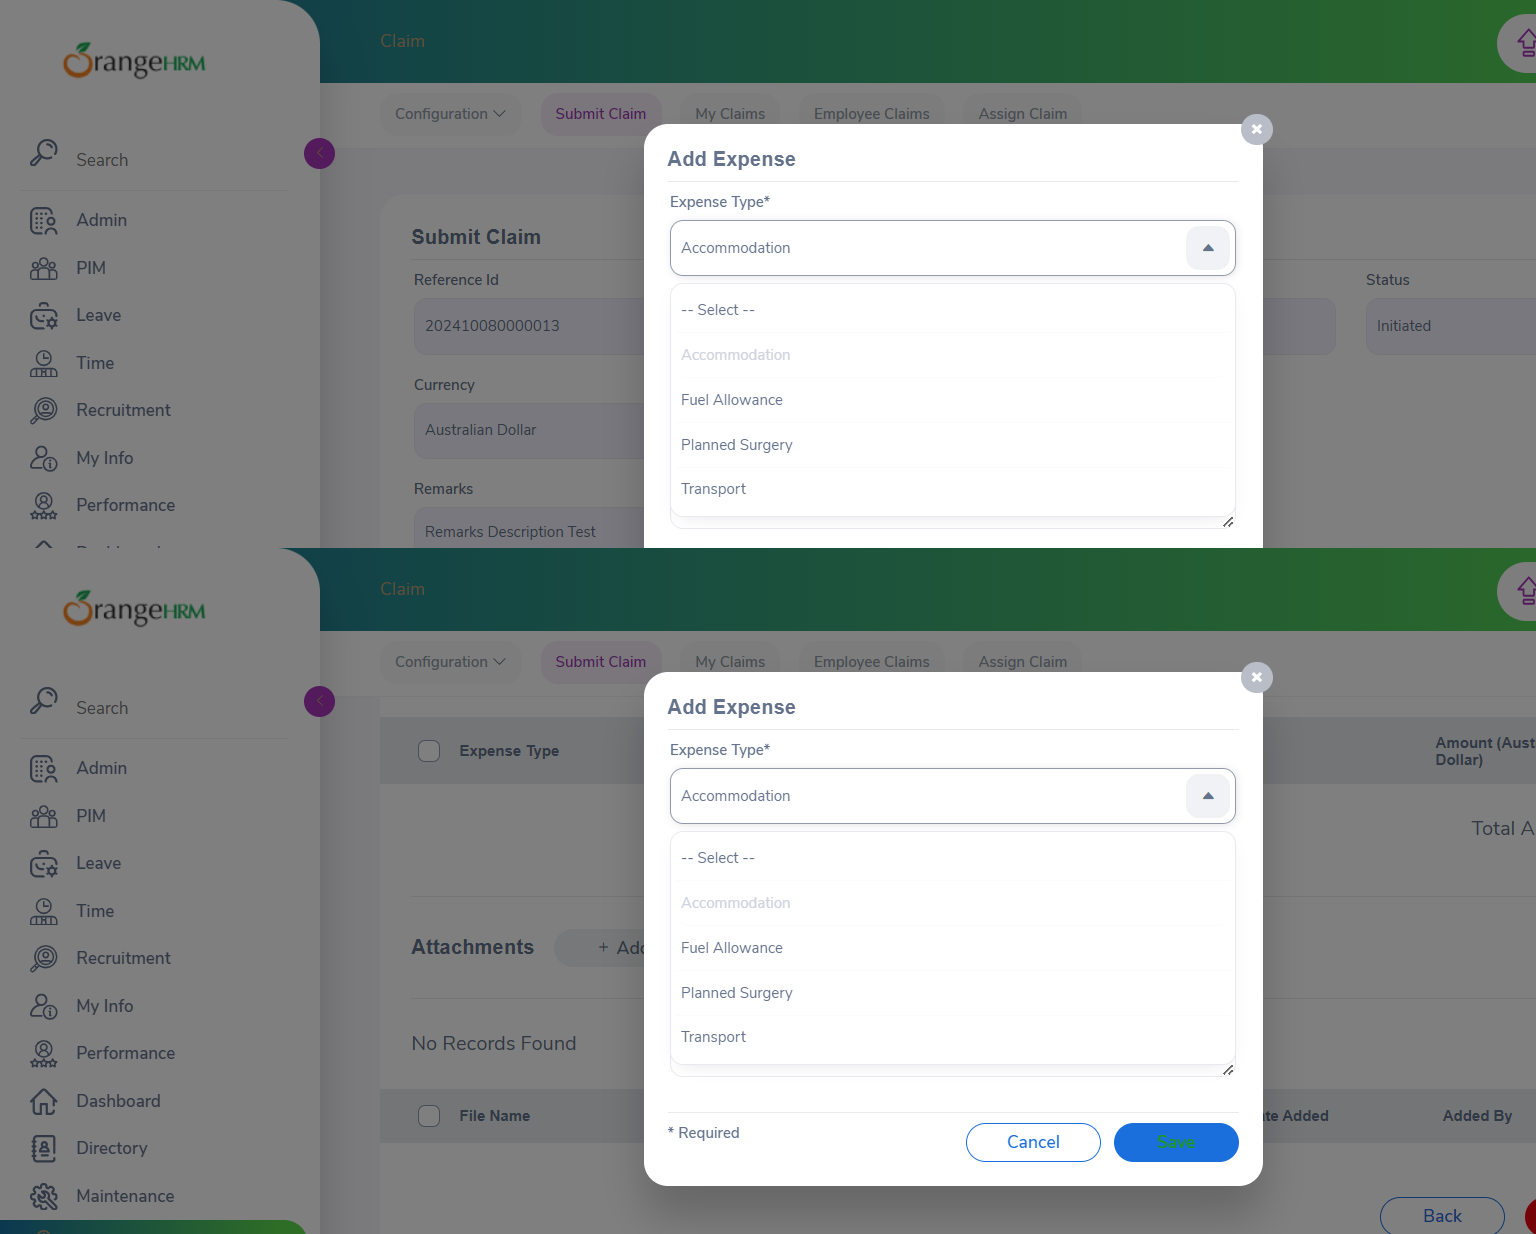 Claim
OrangeHRM
Configuration
Submit Claim
My Claims
Employee Claims
Assign Claim
Search
Admin
PIM
Leave
Time
Recruitment
My Info
Performance
Submit Claim
Reference Id
202410080000013
Currency
Australian Dollar
Remarks
Remarks Description Test
Status
Initiated
Add Expense
Expense Type*
Accommodation
-- Select --
Accommodation
Fuel Allowance
Planned Surgery
Transport
Claim
OrangeHRM
Configuration
Submit Claim
My Claims
Employee Claims
Assign Claim
Search
Admin
PIM
Leave
Time
Recruitment
My Info
Performance
Dashboard
Directory
Maintenance
Expense Type
Amount (Aust
Dollar)
Total A
Attachments
+ Add
No Records Found
File Name
te Added
Added By
Back
Add Expense
Expense Type*
Accommodation
-- Select --
Accommodation
Fuel Allowance
Planned Surgery
Transport
* Required
Cancel
Save